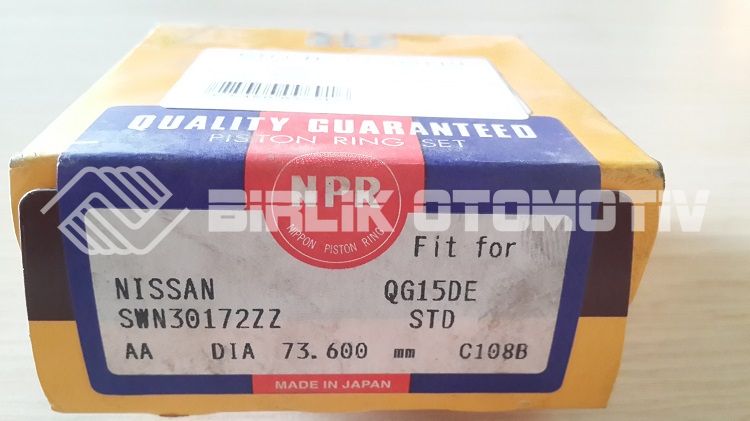 QUALITY GUARANTEED
PISTON RING SET
NPR
NIPPON PISTON RING
BIRLIK OTOMOTIV
Fit for
NISSAN QG15DE
SWN30172ZZ STD
AA DIA 73.600 mm C108B
MADE IN JAPAN